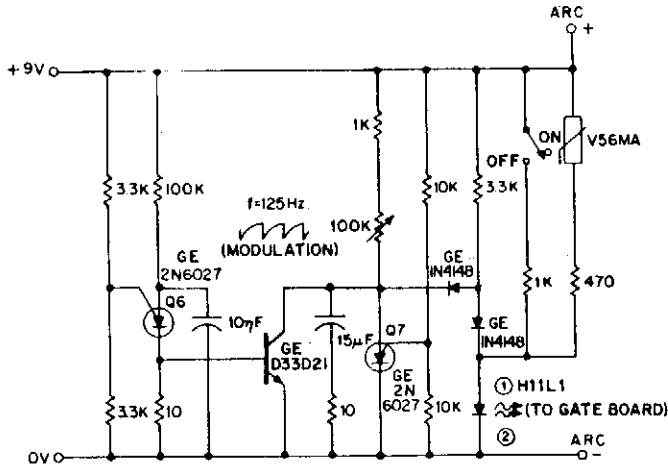 ARC
+
+9V
1K
ON
V56MA
OFF
3.3K
100K
f=125Hz
(MODULATION)
100K
10K
3.3K
GE
2N6027
GE
1N4148
1K
470
Q6
10ηF
GE
D33D21
15μF
Q7
GE
1N4148
GE
2N
6027
3.3K
10
10
10K
① H11L1
(TO GATE BOARD)
②
0V
ARC
-